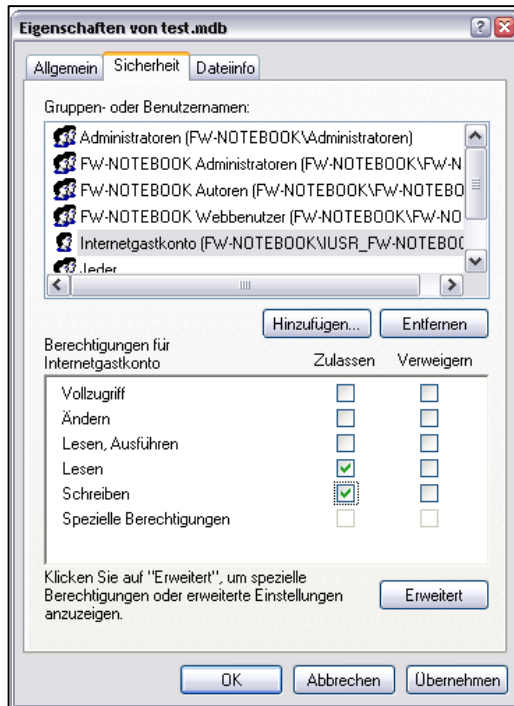 Eigenschaften von test.mdb
Allgemein Sicherheit Dateiinfo
Gruppen- oder Benutzernamen:
Administratoren (FW-NOTEBOOK\Administratoren)
FW-NOTEBOOK Administratoren (FW-NOTEBOOK\FW-N
FW-NOTEBOOK Autoren (FW-NOTEBOOK\FW-NOTEBO
FW-NOTEBOOK Webbenutzer (FW-NOTEBOOK\FW-NO
Internetgastkonto (FW-NOTEBOOK\IUSR_FW-NOTEBOO
Jeder
Hinzufügen... Entfernen
Berechtigungen für
Internetgastkonto Zulassen Verweigern
Vollzugriff
Ändern
Lesen, Ausführen
Lesen
Schreiben
Spezielle Berechtigungen
Klicken Sie auf "Erweitert", um spezielle
Berechtigungen oder erweiterte Einstellungen
anzuzeigen.
Erweitert
OK Abbrechen Übernehmen